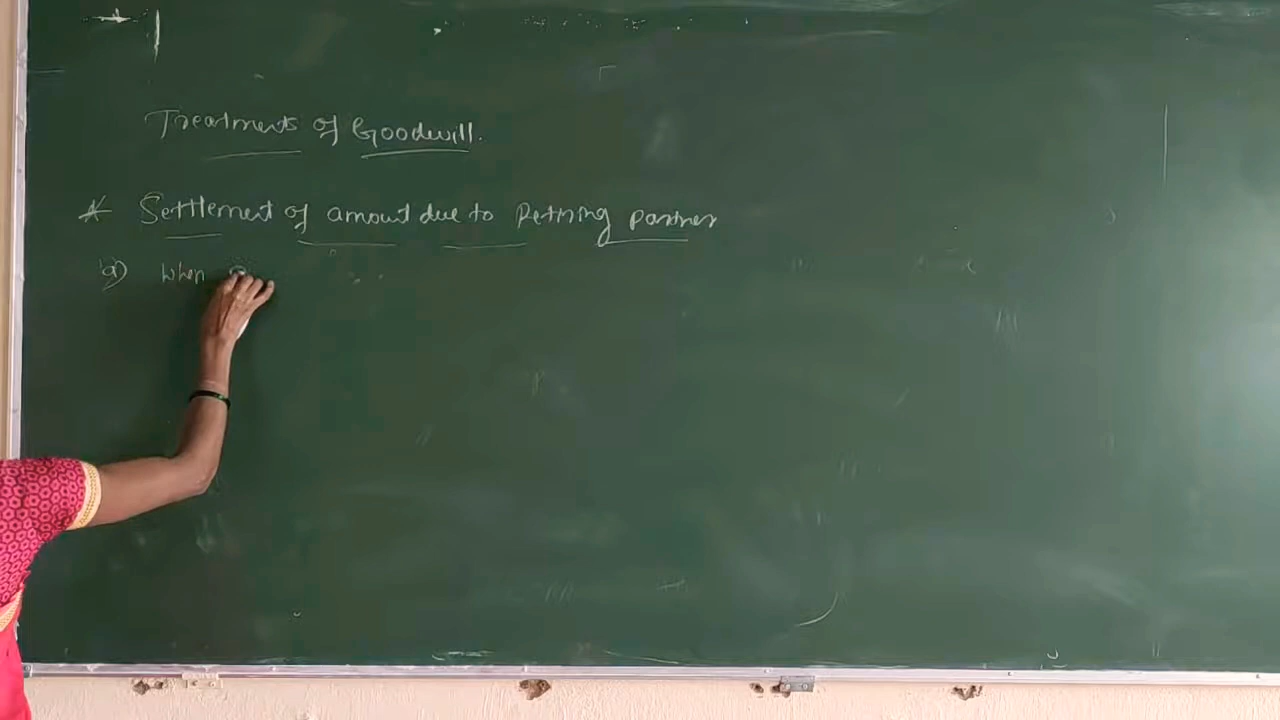 Treatments of Goodwill.
* Settlement of amount due to Retiring partner
a) When